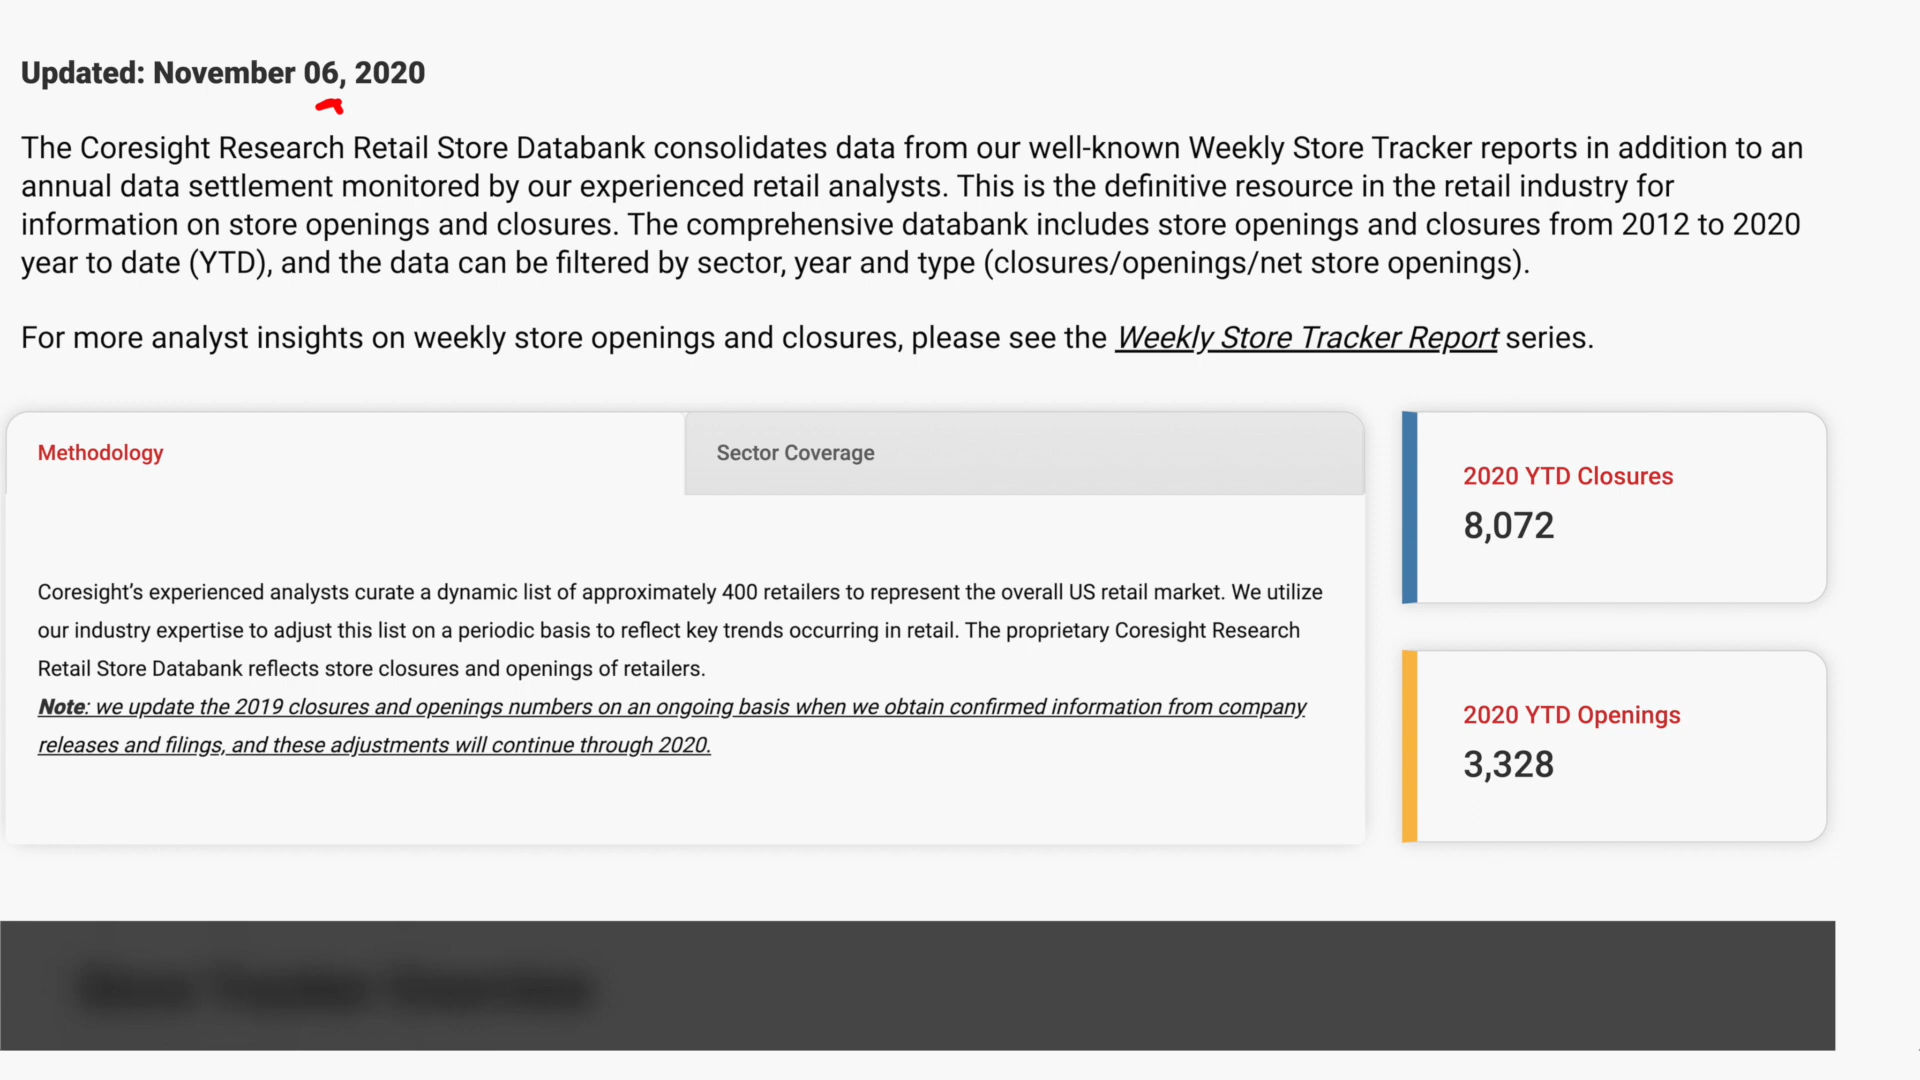 Updated: November 06, 2020
The Coresight Research Retail Store Databank consolidates data from our well-known Weekly Store Tracker reports in addition to an
annual data settlement monitored by our experienced retail analysts. This is the definitive resource in the retail industry for
information on store openings and closures. The comprehensive databank includes store openings and closures from 2012 to 2020
year to date (YTD), and the data can be filtered by sector, year and type (closures/openings/net store openings).
For more analyst insights on weekly store openings and closures, please see the Weekly Store Tracker Report series.
Methodology
Sector Coverage
Coresight’s experienced analysts curate a dynamic list of approximately 400 retailers to represent the overall US retail market. We utilize
our industry expertise to adjust this list on a periodic basis to reflect key trends occurring in retail. The proprietary Coresight Research
Retail Store Databank reflects store closures and openings of retailers.
Note: we update the 2019 closures and openings numbers on an ongoing basis when we obtain confirmed information from company
releases and filings, and these adjustments will continue through 2020.
2020 YTD Closures
8,072
2020 YTD Openings
3,328